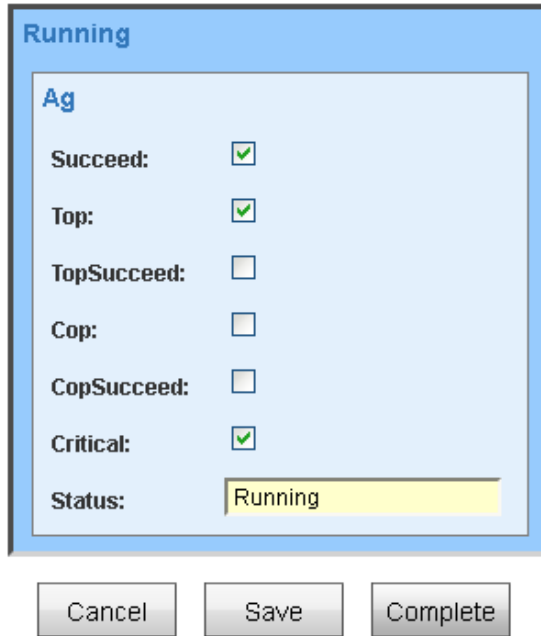 Running
Ag
Succeed:
Top:
TopSucceed:
Cop:
CopSucceed:
Critical:
Status: Running
Cancel Save Complete